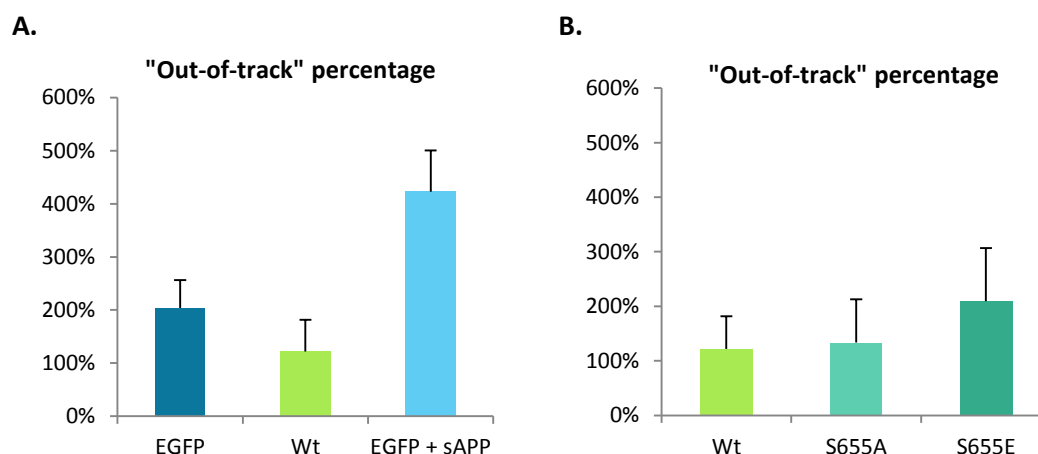 A.
"Out-of-track" percentage
600%
500%
400%
300%
200%
100%
0%
EGFP Wt EGFP + sAPP
B.
"Out-of-track" percentage
600%
500%
400%
300%
200%
100%
0%
Wt S655A S655E